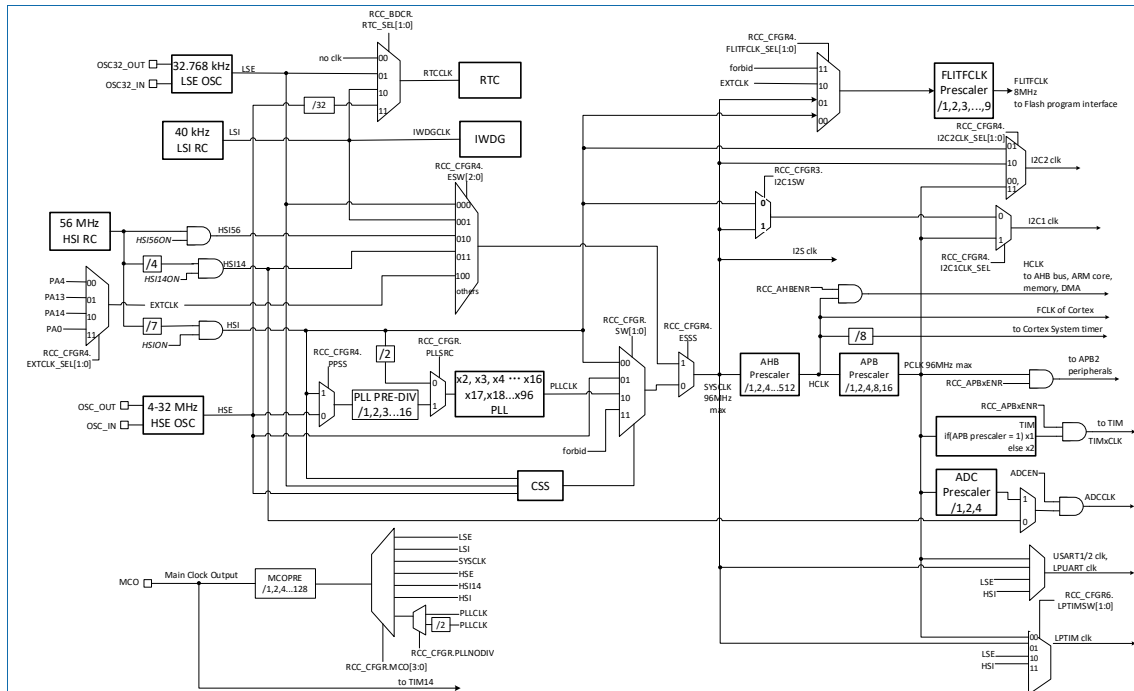 RCC_BDCR.
RTC_SEL[1:0]
OSC32_OUT
OSC32_IN
32.768 kHz
LSE OSC
LSE
no clk
00
01
10
11
/32
RTCCLK
RTC
40 kHz
LSI RC
LSI
IWDGCLK
IWDG
RCC_CFGR4.
ESW[2:0]
000
001
010
011
100
others
56 MHz
HSI RC
HSI56ON
HSI56
/4
HSI14ON
HSI14
PA4
PA13
PA14
PA0
00
01
10
11
EXTCLK
RCC_CFGR4.
EXTCLK_SEL[1:0]
/7
HSION
HSI
/2
RCC_CFGR4.
PPSS
1
0
RCC_CFGR.
PLLSRC
0
1
PLL PRE-DIV
/1,2,3...16
x2, x3, x4 ··· x16
x17,x18...x96
PLL
PLLCLK
OSC_OUT
OSC_IN
4-32 MHz
HSE OSC
HSE
RCC_CFGR.
SW[1:0]
00
01
10
11
forbid
CSS
RCC_CFGR4.
ESSS
1
0
SYSCLK
96MHz
max
RCC_CFGR4.
FLITFCLK_SEL[1:0]
forbid
EXTCLK
11
10
01
00
FLITFCLK
Prescaler
/1,2,3,...,9
FLITFCLK
8MHz
to Flash program interface
RCC_CFGR4.
I2C2CLK_SEL[1:0]
01
10
00,
11
I2C2 clk
RCC_CFGR3.
I2C1SW
0
1
0
1
I2C1 clk
RCC_CFGR4.
I2C1CLK_SEL
I2S clk
RCC_AHBENR
HCLK
to AHB bus, ARM core,
memory, DMA
FCLK of Cortex
/8
to Cortex System timer
AHB
Prescaler
/1,2,4...512
HCLK
APB
Prescaler
/1,2,4,8,16
PCLK 96MHz max
RCC_APBxENR
to APB2
peripherals
RCC_APBxENR
TIM
if(APB prescaler = 1) x1
else x2
to TIM
TIMxCLK
ADC
Prescaler
/1,2,4
ADCEN
1
0
ADCCLK
LSE
HSI
USART1/2 clk,
LPUART clk
RCC_CFGR6.
LPTIMSW[1:0]
00
01
10
11
LSE
HSI
LPTIM clk
MCO
Main Clock Output
MCOPRE
/1,2,4...128
LSE
LSI
SYSCLK
HSE
HSI14
HSI
PLLCLK
/2
PLLCLK
RCC_CFGR.PLLNODIV
RCC_CFGR.MCO[3:0]
to TIM14